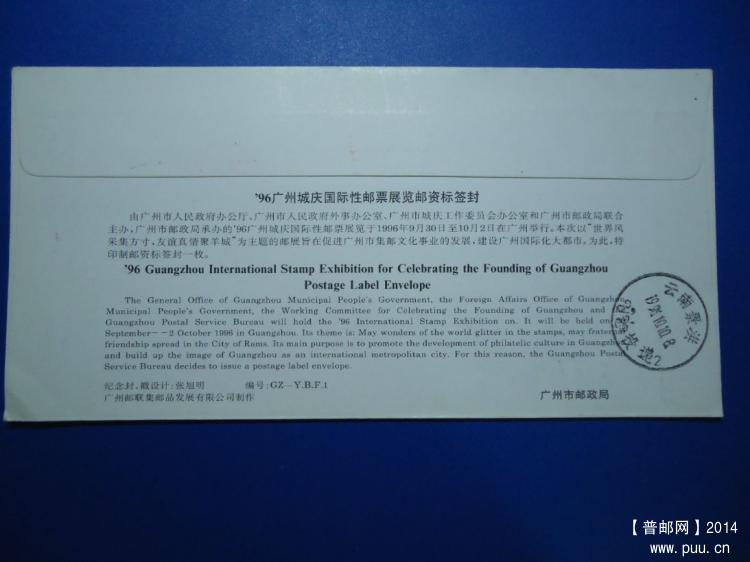 '96广州城庆国际性邮票展览邮资标签封
由广州市人民政府办公厅、广州市人民政府外事办公室、广州市城庆工作委员会办公室和广州市邮政局联合
主办，广州市邮政局承办的'96广州城庆国际性邮票展览于1996年9月30日至10月2日在广州举行。本次以"世界风
采集方寸，友谊真情聚羊城"为主题的邮展旨在促进广州市集邮文化事业的发展，建设广州国际化大都市。为此，特
印制邮资标签封一枚。
'96 Guangzhou International Stamp Exhibition for Celebrating the Founding of Guangzhou
Postage Label Envelope
The General Office of Guangzhou Municipal People's Government, the Foreign Affairs Office of Guangzhou
Municipal People's Government, the Working Committee for Celebrating the Founding of Guangzhou and
Guangzhou Postal Service Bureau will hold the '96 International Stamp Exhibition on. It will be held on
September--2 October 1996 in Guangzhou. Its theme is: May wonders of the world glitter in the stamps, may
friendship spread in the City of Rams. Its main purpose is to promote the development of philatelic culture in Guangzhou
and build up the image of Guangzhou as an international metropolitan city. For this reason, the Guangzhou Postal
Service Bureau decides to issue a postage label envelope.
纪念封、戳设计：张旭明 编号：GZ—Y.B.F.1
广州邮联集邮品发展有限公司制作
广州市邮政局
云南景洪
1996.10.10.
【普邮网】2014
www.puu.cn